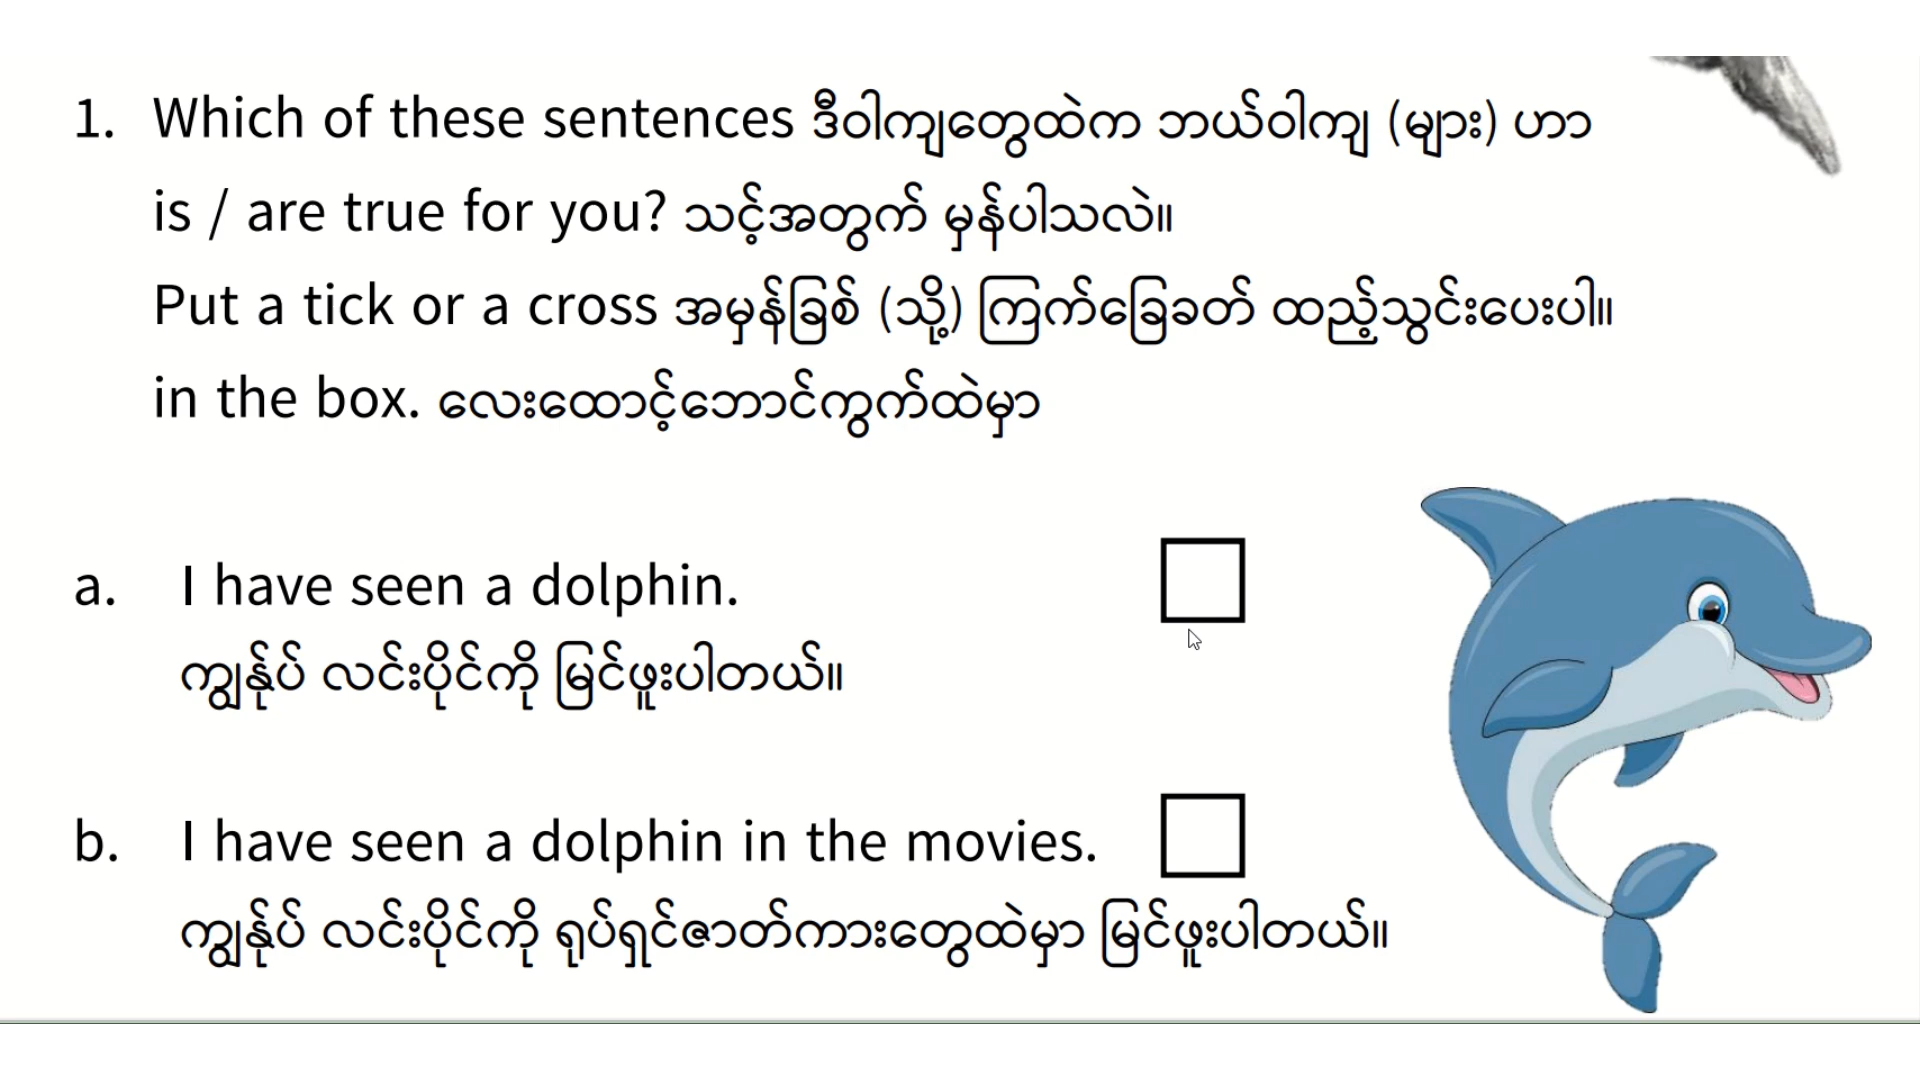 1. Which of these sentences ဒီဝါကျတွေထဲက ဘယ်ဝါကျ (များ) ဟာ
is / are true for you? သင့်အတွက် မှန်ပါသလဲ။
Put a tick or a cross အမှန်ခြစ် (သို့) ကြက်ခြေခတ် ထည့်သွင်းပေးပါ။
in the box. လေးထောင့်ဘောင်ကွက်ထဲမှာ
a. I have seen a dolphin.
ကျွန်ုပ် လင်းပိုင်ကို မြင်ဖူးပါတယ်။
b. I have seen a dolphin in the movies.
ကျွန်ုပ် လင်းပိုင်ကို ရုပ်ရှင်ဇာတ်ကားတွေထဲမှာ မြင်ဖူးပါတယ်။